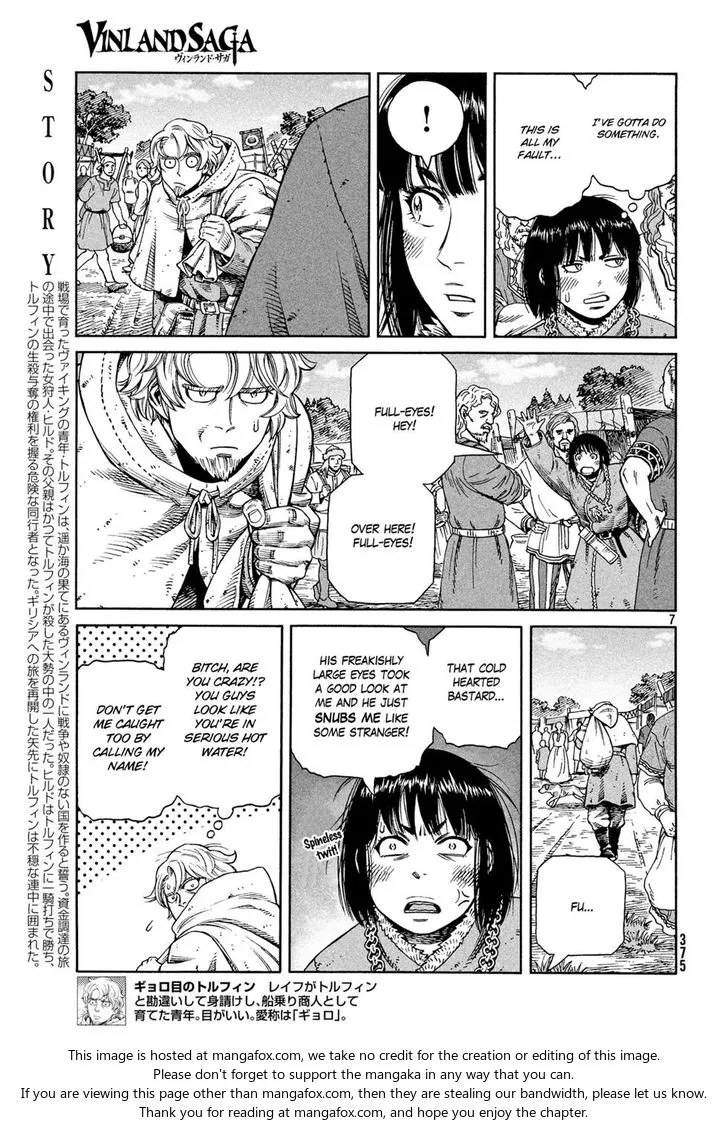 VINLAND SAGA
ヴィンランド・サガ
STORY
戦場で育ったヴァイキングの青年・トルフィンは、遥か海の果てにあるヴィンランドに戦争や奴隷のない国を作ると誓う。資金調達の旅
の途中で出会った女狩人・ヒルド。その父親はかつてトルフィンが殺した大勢の中の一人だった。ヒルドはトルフィンに一騎打ちで勝ち、
トルフィンの生殺与奪の権利を握る危険な同行者となった。ギリシアへの旅を再開した矢先にトルフィンは不穏な連中に囲まれた。
I'VE GOTTA DO
SOMETHING.
THIS IS
ALL MY
FAULT...
!
FULL-EYES!
HEY!
OVER HERE!
FULL-EYES!
7
FU...
THAT COLD
HEARTED
BASTARD...
HIS FREAKISHLY
LARGE EYES TOOK
A GOOD LOOK AT
ME AND HE JUST
SNUBS ME LIKE
SOME STRANGER!
Spineless
twit!
BITCH, ARE
YOU CRAZY!?
YOU GUYS
LOOK LIKE
YOU'RE IN
SERIOUS HOT
WATER!
DON'T GET
ME CAUGHT
TOO BY
CALLING MY
NAME!
375
ギョロ目のトルフィン レイフがトルフィン
と勘違いして身請けし、船乗り商人として
育てた青年。目がいい。愛称は「ギョロ」。
This image is hosted at mangafox.com, we take no credit for the creation or editing of this image.
Please don't forget to support the mangaka in any way that you can.
If you are viewing this page other than mangafox.com, then they are stealing our bandwidth, please let us know.
Thank you for reading at mangafox.com, and hope you enjoy the chapter.